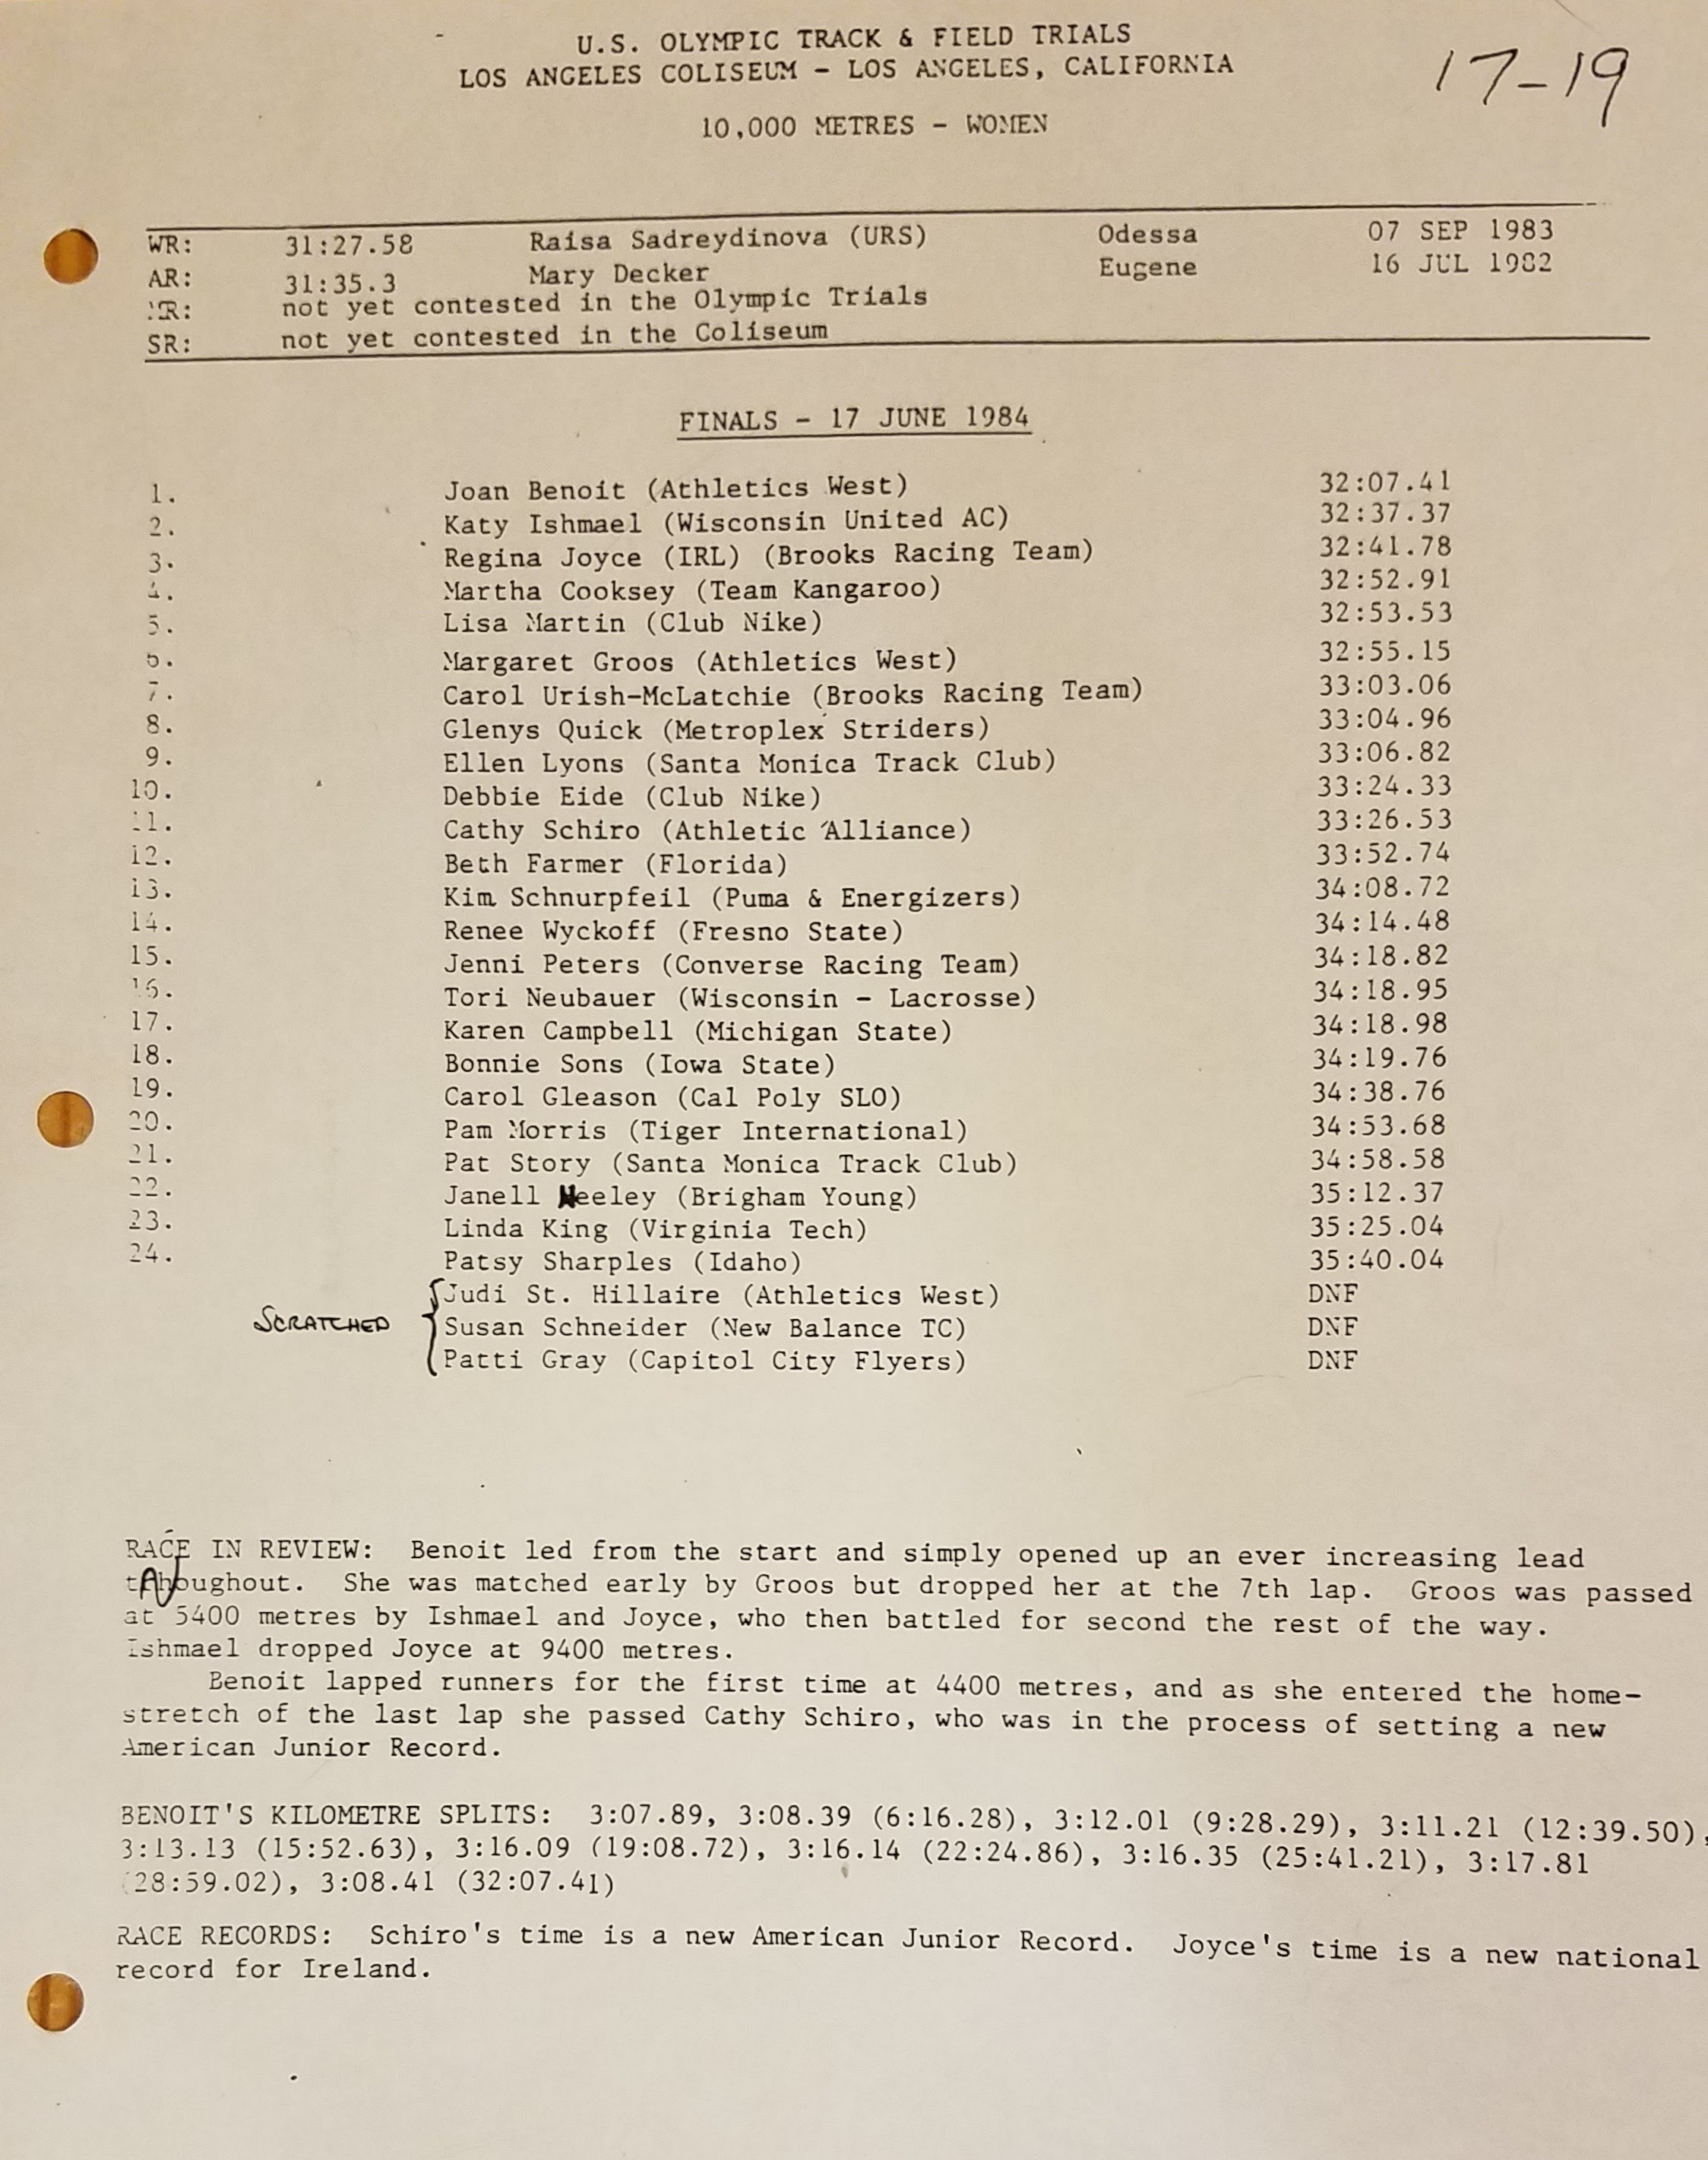 U.S. OLYMPIC TRACK & FIELD TRIALS
LOS ANGELES COLISEUM - LOS ANGELES, CALIFORNIA
17-19
10,000 METRES - WOMEN
WR: 31:27.58 Raisa Sadreydinova (URS) Odessa 07 SEP 1983
AR: 31:35.3 Mary Decker Eugene 16 JUL 1982
MR: not yet contested in the Olympic Trials
SR: not yet contested in the Coliseum
FINALS - 17 JUNE 1984
1. Joan Benoit (Athletics West) 32:07.41
2. Katy Ishmael (Wisconsin United AC) 32:37.37
3. Regina Joyce (IRL) (Brooks Racing Team) 32:41.78
4. Martha Cooksey (Team Kangaroo) 32:52.91
5. Lisa Martin (Club Nike) 32:53.53
6. Margaret Groos (Athletics West) 32:55.15
7. Carol Urish-McLatchie (Brooks Racing Team) 33:03.06
8. Glenys Quick (Metroplex Striders) 33:04.96
9. Ellen Lyons (Santa Monica Track Club) 33:06.82
10. Debbie Eide (Club Nike) 33:24.33
11. Cathy Schiro (Athletic Alliance) 33:26.53
12. Beth Farmer (Florida) 33:52.74
13. Kim Schnurpfeil (Puma & Energizers) 34:08.72
14. Renee Wyckoff (Fresno State) 34:14.48
15. Jenni Peters (Converse Racing Team) 34:18.82
16. Tori Neubauer (Wisconsin - Lacrosse) 34:18.95
17. Karen Campbell (Michigan State) 34:18.98
18. Bonnie Sons (Iowa State) 34:19.76
19. Carol Gleason (Cal Poly SLO) 34:38.76
20. Pam Morris (Tiger International) 34:53.68
21. Pat Story (Santa Monica Track Club) 34:58.58
22. Janell Neeley (Brigham Young) 35:12.37
23. Linda King (Virginia Tech) 35:25.04
24. Patsy Sharples (Idaho) 35:40.04
Judi St. Hillaire (Athletics West) DNF
SCRATCHED Susan Schneider (New Balance TC) DNF
Patti Gray (Capitol City Flyers) DNF
RACE IN REVIEW: Benoit led from the start and simply opened up an ever increasing lead
trhoughout. She was matched early by Groos but dropped her at the 7th lap. Groos was passed
at 5400 metres by Ishmael and Joyce, who then battled for second the rest of the way.
Ishmael dropped Joyce at 9400 metres.
Benoit lapped runners for the first time at 4400 metres, and as she entered the home-
stretch of the last lap she passed Cathy Schiro, who was in the process of setting a new
American Junior Record.
BENOIT'S KILOMETRE SPLITS: 3:07.89, 3:08.39 (6:16.28), 3:12.01 (9:28.29), 3:11.21 (12:39.50),
3:13.13 (15:52.63), 3:16.09 (19:08.72), 3:16.14 (22:24.86), 3:16.35 (25:41.21), 3:17.81
(28:59.02), 3:08.41 (32:07.41)
RACE RECORDS: Schiro's time is a new American Junior Record. Joyce's time is a new national
record for Ireland.